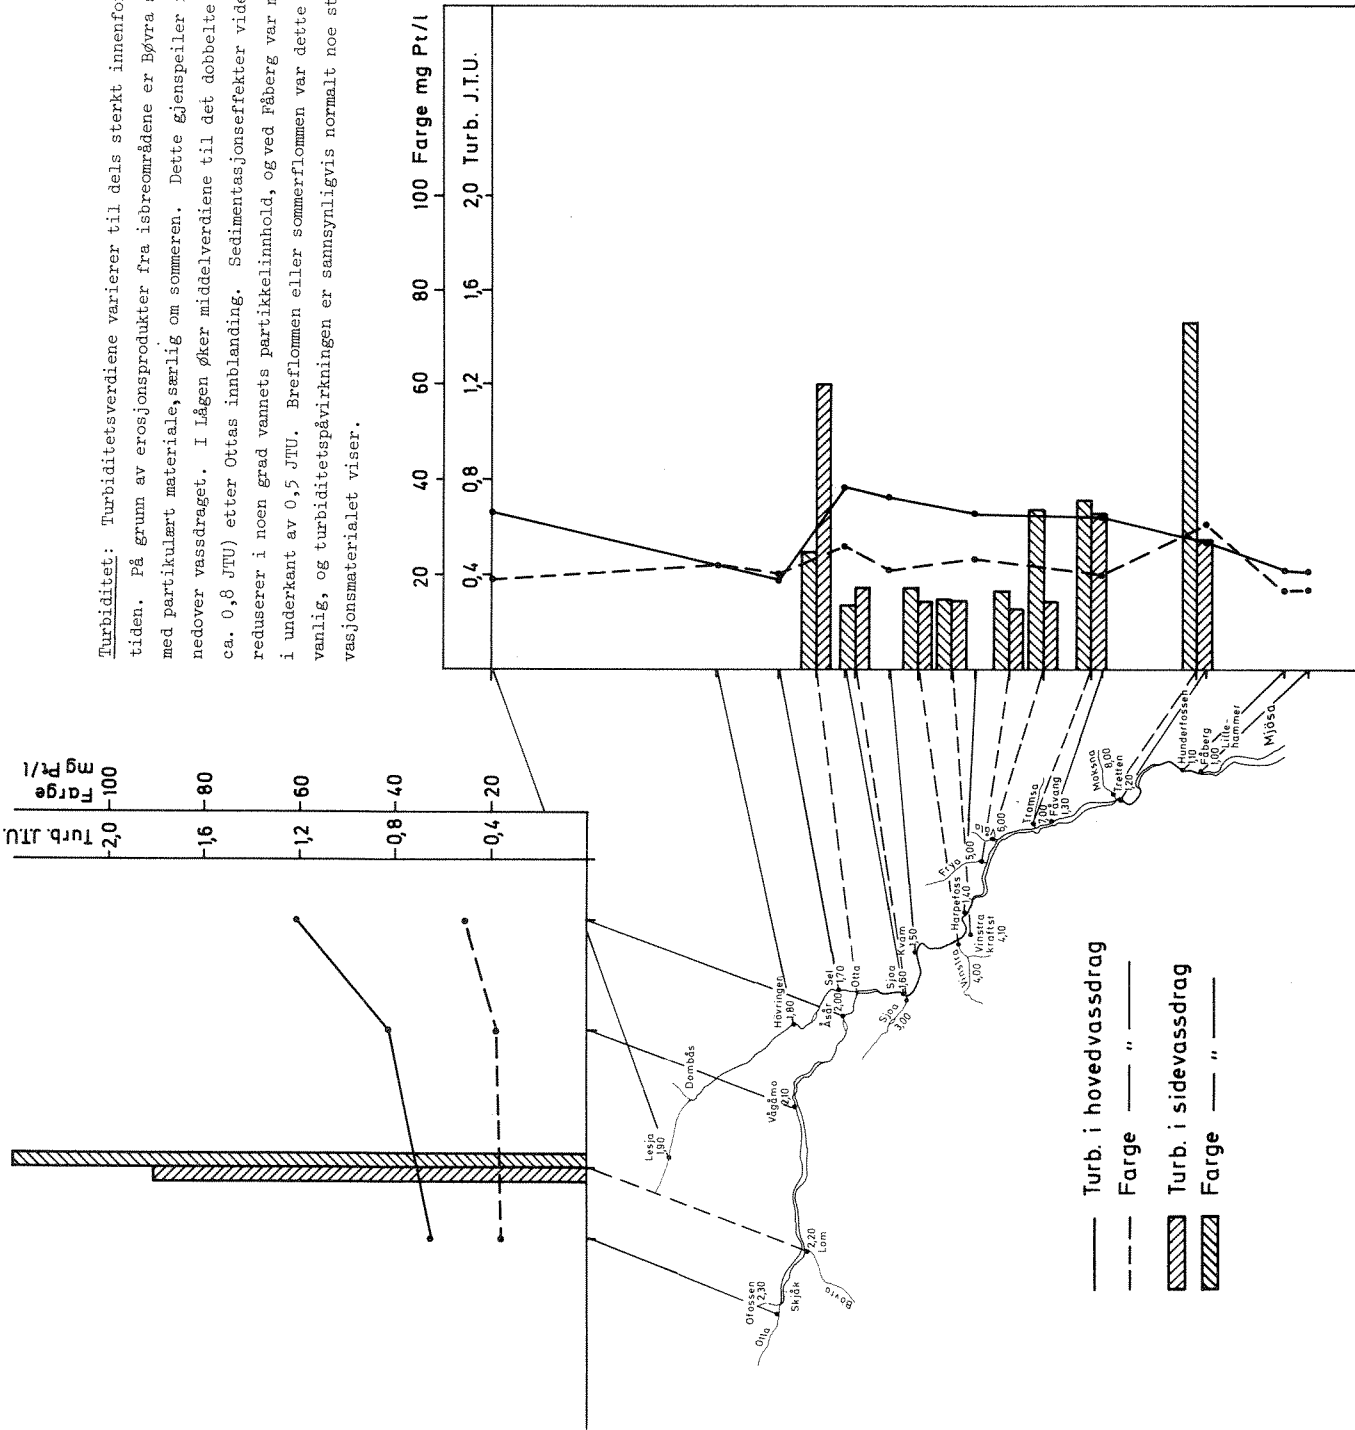 Turbiditet: Turbiditetsverdiene varierer til dels sterkt innenfor
tiden. På grunn av erosjonsprodukter fra isbreområdene er Bøvra
med partikulært materiale, særlig om sommeren. Dette gjenspeiler
nedover vassdraget. I Lågen øker middelverdiene til det dobbelte
ca. 0,8 JTU) etter Ottas innblanding. Sedimentasjonseffekter
reduserer i noen grad vannets partikkelinnhold, og ved Fåberg var
i underkant av 0,5 JTU. Breflommen eller sommerflommen var dette
vanlig, og turbiditetspåvirkningen er sannsynligvis normalt noe
vasjonsmaterialet viser.
Farge mg Pt/l
100
80
60
40
20
Turb. J.T.U.
2,0
1,6
1,2
0,8
0,4
100 Farge mg Pt/l
80
60
40
20
2,0 Turb. J.T.U.
1,6
1,2
0,8
0,4
Ofossen
2,30
Skjåk
Otta
Bøvra
2,20
Lom
Lesja
1,90
Dombås
Vågåmo
2,10
Hövringen
1,80
Åsår
2,00
Sel
1,70
Otta
Sjoa
1,60
Sjoa
3,00
Kvam
1,50
Vinstra
4,00
Vinstra
kraftst
4,10
Harpefoss
1,40
Frya
5,00
Våla
6,00
Tromsa
7,00
Fåvang
1,30
Moksna
8,00
Tretten
1,20
Hunderfossen
1,10
Fåberg
1,00
Lille-
hammer
Mjösa
Turb. i hovedvassdrag
Farge — " —
Turb. i sidevassdrag
Farge — " —